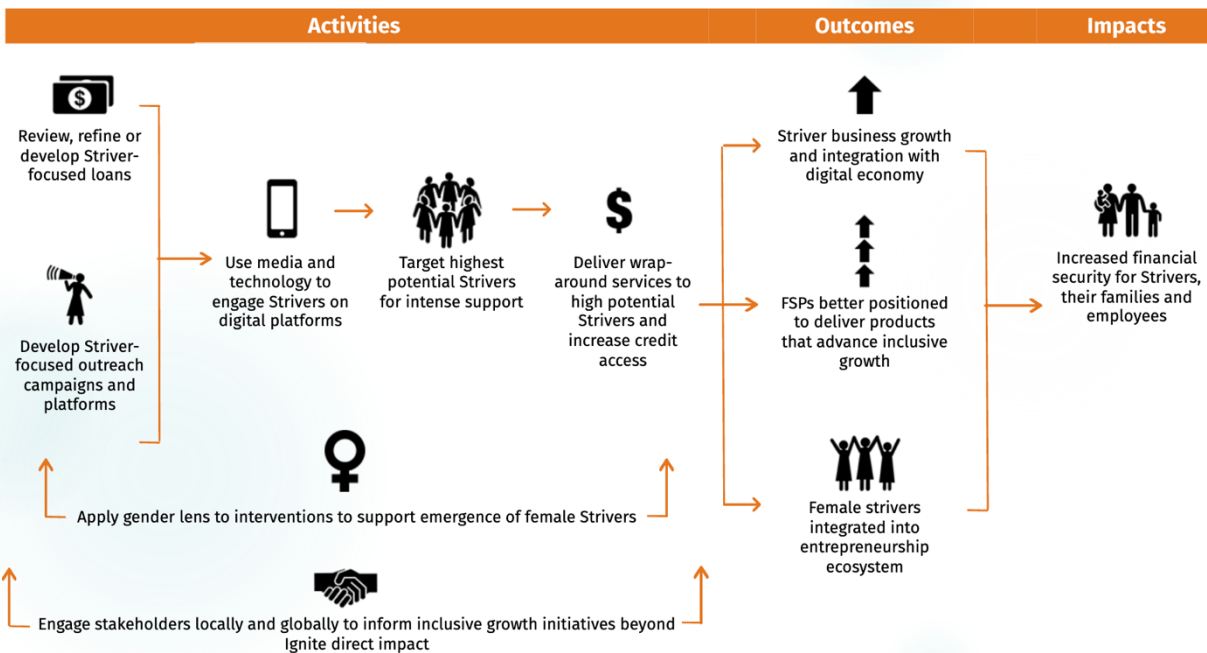 Activities
Outcomes
Impacts
$
Review, refine or
develop Striver-
focused loans
Develop Striver-
focused outreach
campaigns and
platforms
Use media and
technology to
engage Strivers on
digital platforms
Target highest
potential Strivers
for intense support
$
Deliver wrap-
around services to
high potential
Strivers and
increase credit
access
Apply gender lens to interventions to support emergence of female Strivers
Engage stakeholders locally and globally to inform inclusive growth initiatives beyond
Ignite direct impact
Striver business growth
and integration with
digital economy
FSPs better positioned
to deliver products
that advance inclusive
growth
Female strivers
integrated into
entrepreneurship
ecosystem
Increased financial
security for Strivers,
their families and
employees